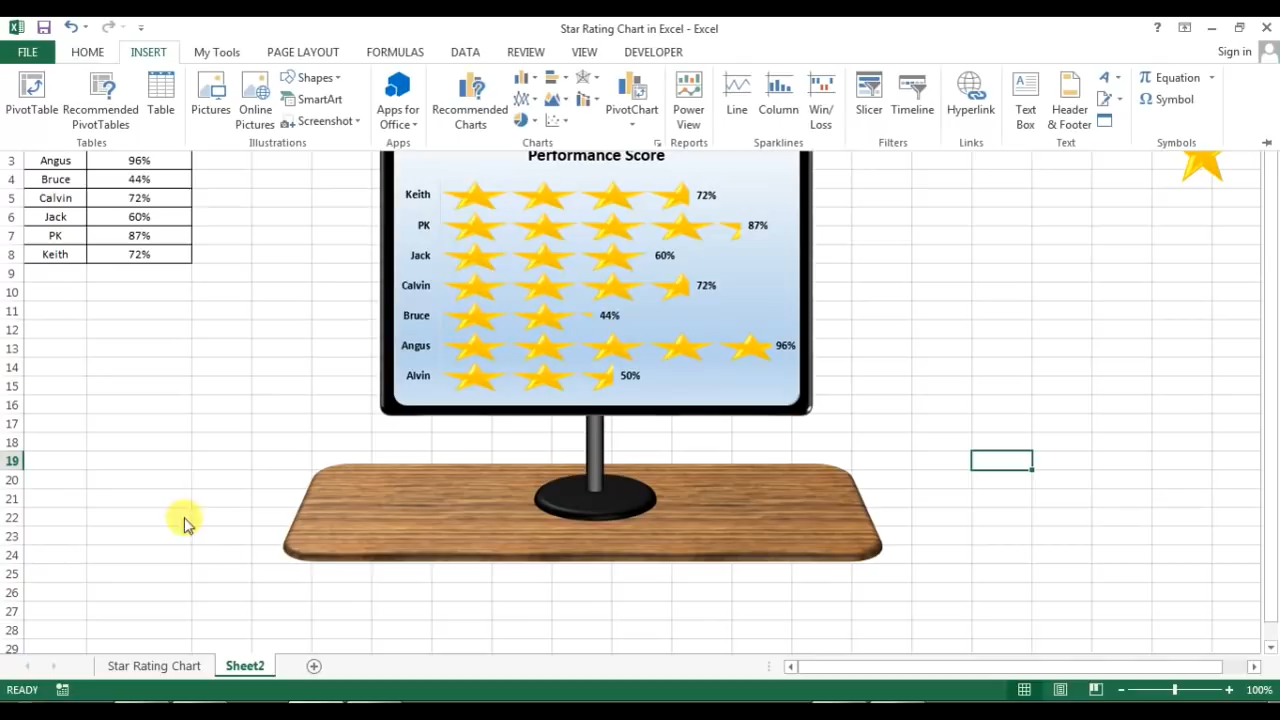 Star Rating Chart in Excel - Excel
?
Sign in
FILE
HOME
INSERT
My Tools
PAGE LAYOUT
FORMULAS
DATA
REVIEW
VIEW
DEVELOPER
PivotTable
Recommended
PivotTables
Table
Tables
Pictures
Online
Pictures
Shapes
SmartArt
Screenshot
Illustrations
Apps for
Office
Apps
Recommended
Charts
PivotChart
Charts
Power
View
Reports
Line
Column
Win/
Loss
Sparklines
Slicer
Timeline
Filters
Hyperlink
Links
Text
Box
Header
& Footer
Text
π Equation
Ω Symbol
Symbols
3 Angus 96%
4 Bruce 44%
5 Calvin 72%
6 Jack 60%
7 PK 87%
8 Keith 72%
9
10
11
12
13
14
15
16
17
18
19
20
21
22
23
24
25
26
27
28
29
Performance Score
Keith 72%
PK 87%
Jack 60%
Calvin 72%
Bruce 44%
Angus 96%
Alvin 50%
Star Rating Chart
Sheet2
READY
100%